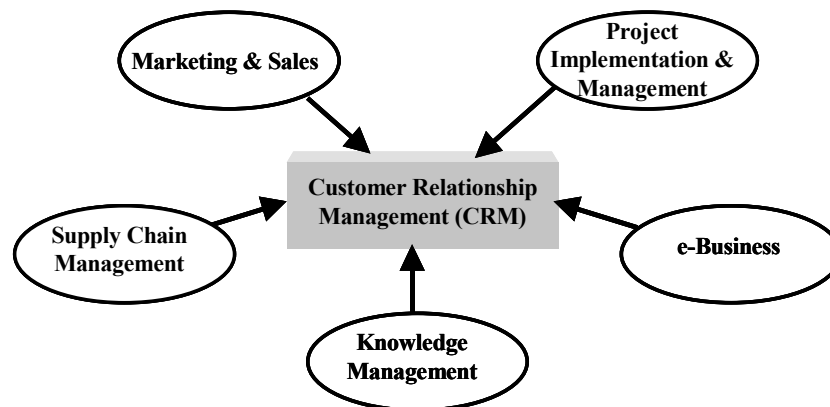 Marketing & Sales
Project
Implementation &
Management
Customer Relationship
Management (CRM)
Supply Chain
Management
e-Business
Knowledge
Management